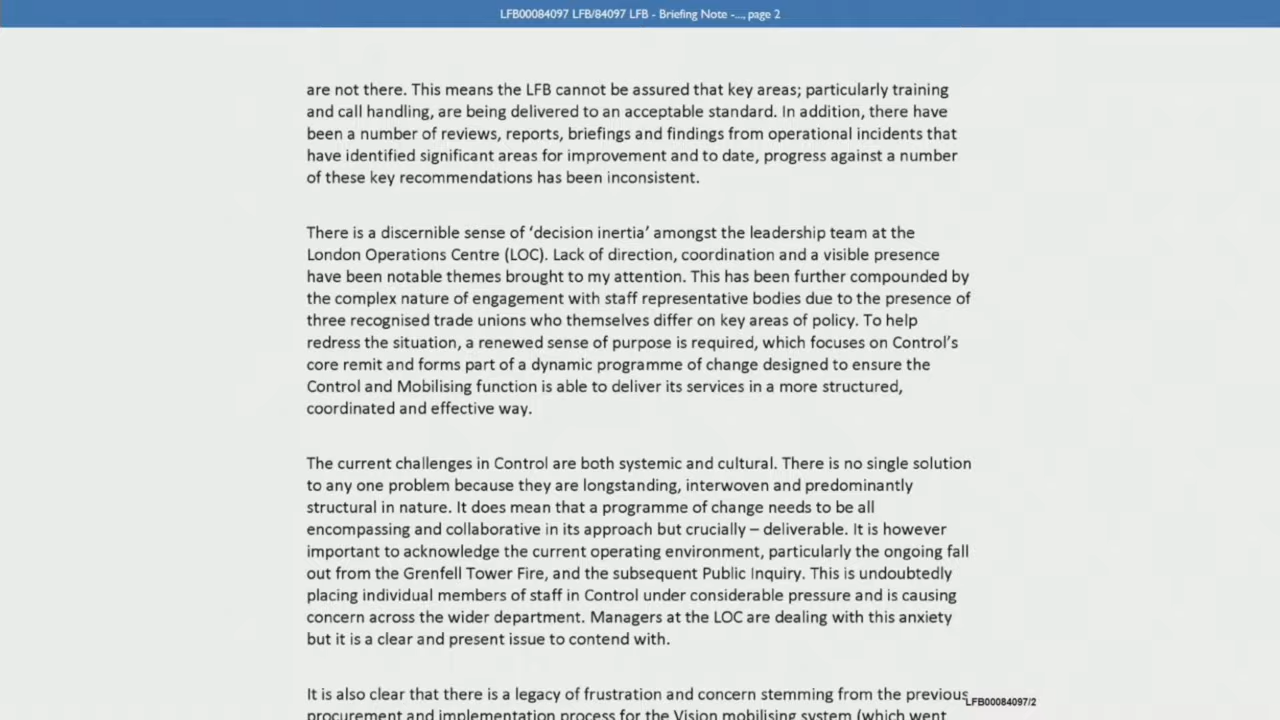 LFB00084097 LFB/84097 LFB - Briefing Note -..., page 2
are not there. This means the LFB cannot be assured that key areas; particularly training
and call handling, are being delivered to an acceptable standard. In addition, there have
been a number of reviews, reports, briefings and findings from operational incidents that
have identified significant areas for improvement and to date, progress against a number
of these key recommendations has been inconsistent.
There is a discernible sense of ‘decision inertia’ amongst the leadership team at the
London Operations Centre (LOC). Lack of direction, coordination and a visible presence
have been notable themes brought to my attention. This has been further compounded by
the complex nature of engagement with staff representative bodies due to the presence of
three recognised trade unions who themselves differ on key areas of policy. To help
redress the situation, a renewed sense of purpose is required, which focuses on Control’s
core remit and forms part of a dynamic programme of change designed to ensure the
Control and Mobilising function is able to deliver its services in a more structured,
coordinated and effective way.
The current challenges in Control are both systemic and cultural. There is no single solution
to any one problem because they are longstanding, interwoven and predominantly
structural in nature. It does mean that a programme of change needs to be all
encompassing and collaborative in its approach but crucially – deliverable. It is however
important to acknowledge the current operating environment, particularly the ongoing fall
out from the Grenfell Tower Fire, and the subsequent Public Inquiry. This is undoubtedly
placing individual members of staff in Control under considerable pressure and is causing
concern across the wider department. Managers at the LOC are dealing with this anxiety
but it is a clear and present issue to contend with.
It is also clear that there is a legacy of frustration and concern stemming from the previous
LFB00084097/2
procurement and implementation process for the Vision mobilising system (which went